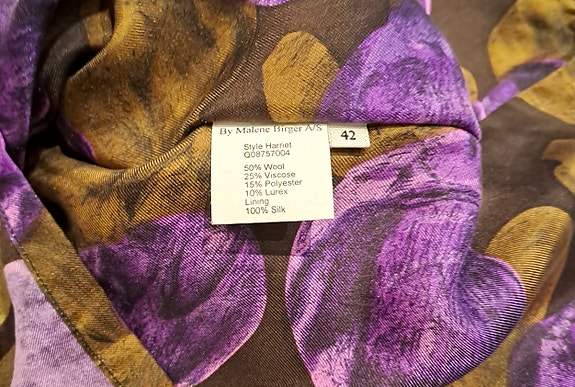 By Malene Birger A/S
42
Style Harriet
Q08757004
50% Wool
25% Viscose
15% Polyester
10% Lurex
Lining
100% Silk